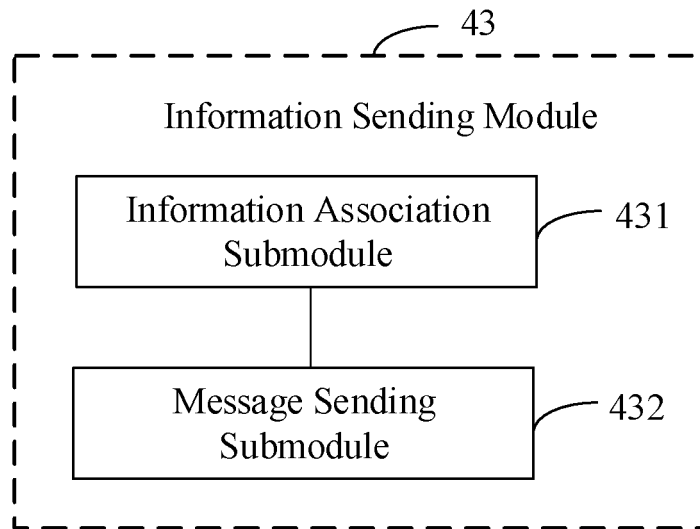 43
Information Sending Module
Information Association
Submodule
431
Message Sending
Submodule
432